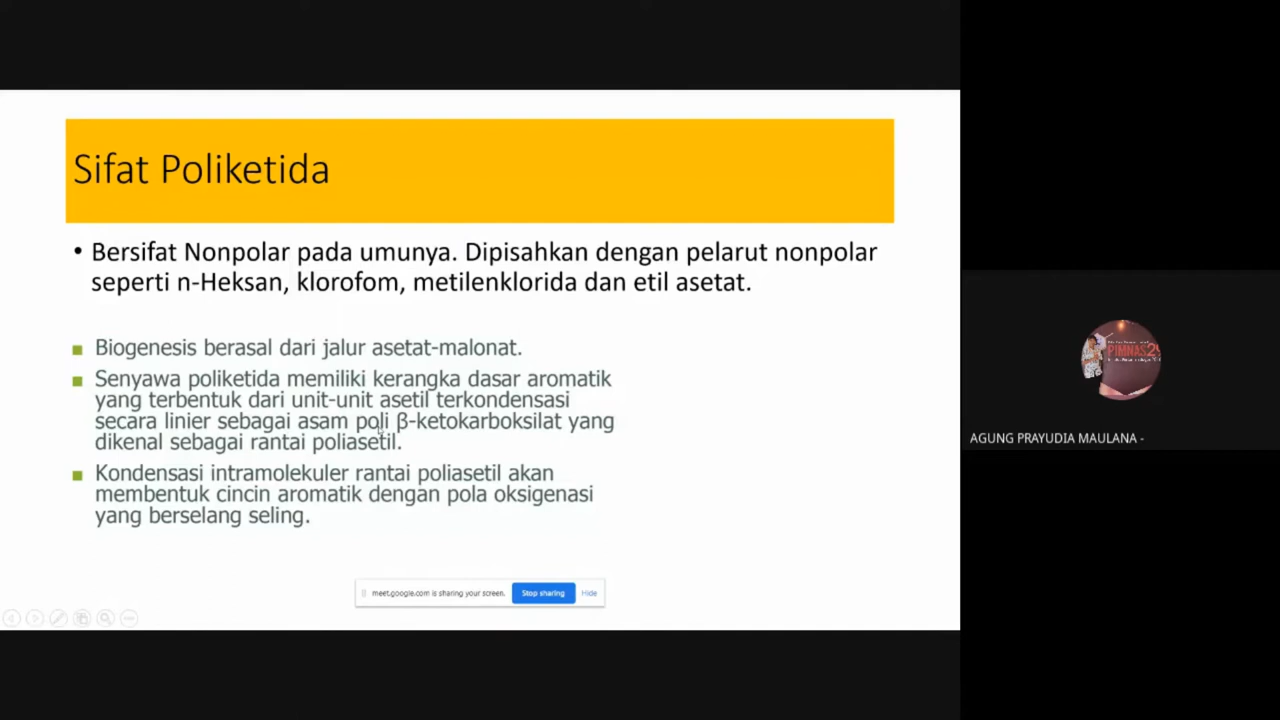 Sifat Poliketida
• Bersifat Nonpolar pada umunya. Dipisahkan dengan pelarut nonpolar
seperti n-Heksan, klorofom, metilenklorida dan etil asetat.
Biogenesis berasal dari jalur asetat-malonat.
Senyawa poliketida memiliki kerangka dasar aromatik
yang terbentuk dari unit-unit asetil terkondensasi
secara linier sebagai asam poli β-ketokarboksilat yang
dikenal sebagai rantai poliasetil.
Kondensasi intramolekuler rantai poliasetil akan
membentuk cincin aromatik dengan pola oksigenasi
yang berselang seling.
meet.google.com is sharing your screen. Stop sharing Hide
PIMNAS29
AGUNG PRAYUDIA MAULANA -